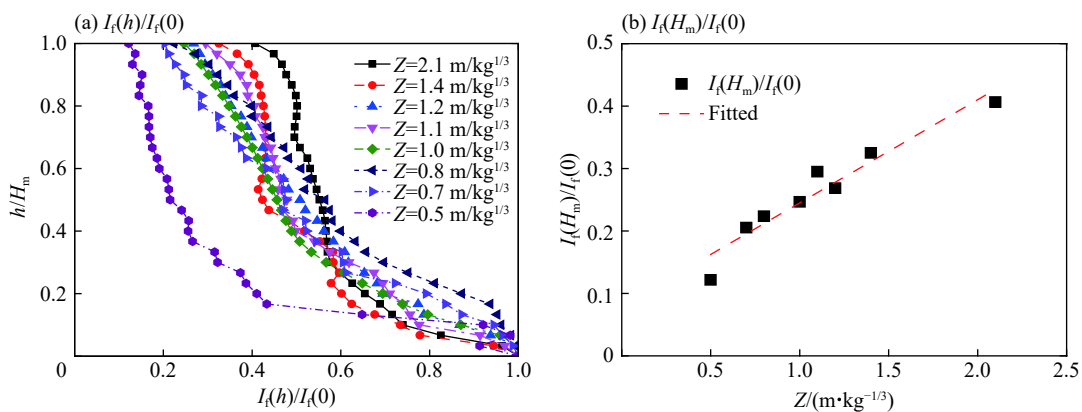 (a) I_f(h)/I_f(0)
1.0
0.8
0.6
0.4
0.2
0
0.2
0.4
0.6
0.8
1.0
h/H_m
I_f(h)/I_f(0)
Z=2.1 m/kg^{1/3}
Z=1.4 m/kg^{1/3}
Z=1.2 m/kg^{1/3}
Z=1.1 m/kg^{1/3}
Z=1.0 m/kg^{1/3}
Z=0.8 m/kg^{1/3}
Z=0.7 m/kg^{1/3}
Z=0.5 m/kg^{1/3}
(b) I_f(H_m)/I_f(0)
0.5
0.4
0.3
0.2
0.1
0
0.5
1.0
1.5
2.0
2.5
I_f(H_m)/I_f(0)
Z/(m•kg^{−1/3})
I_f(H_m)/I_f(0)
Fitted